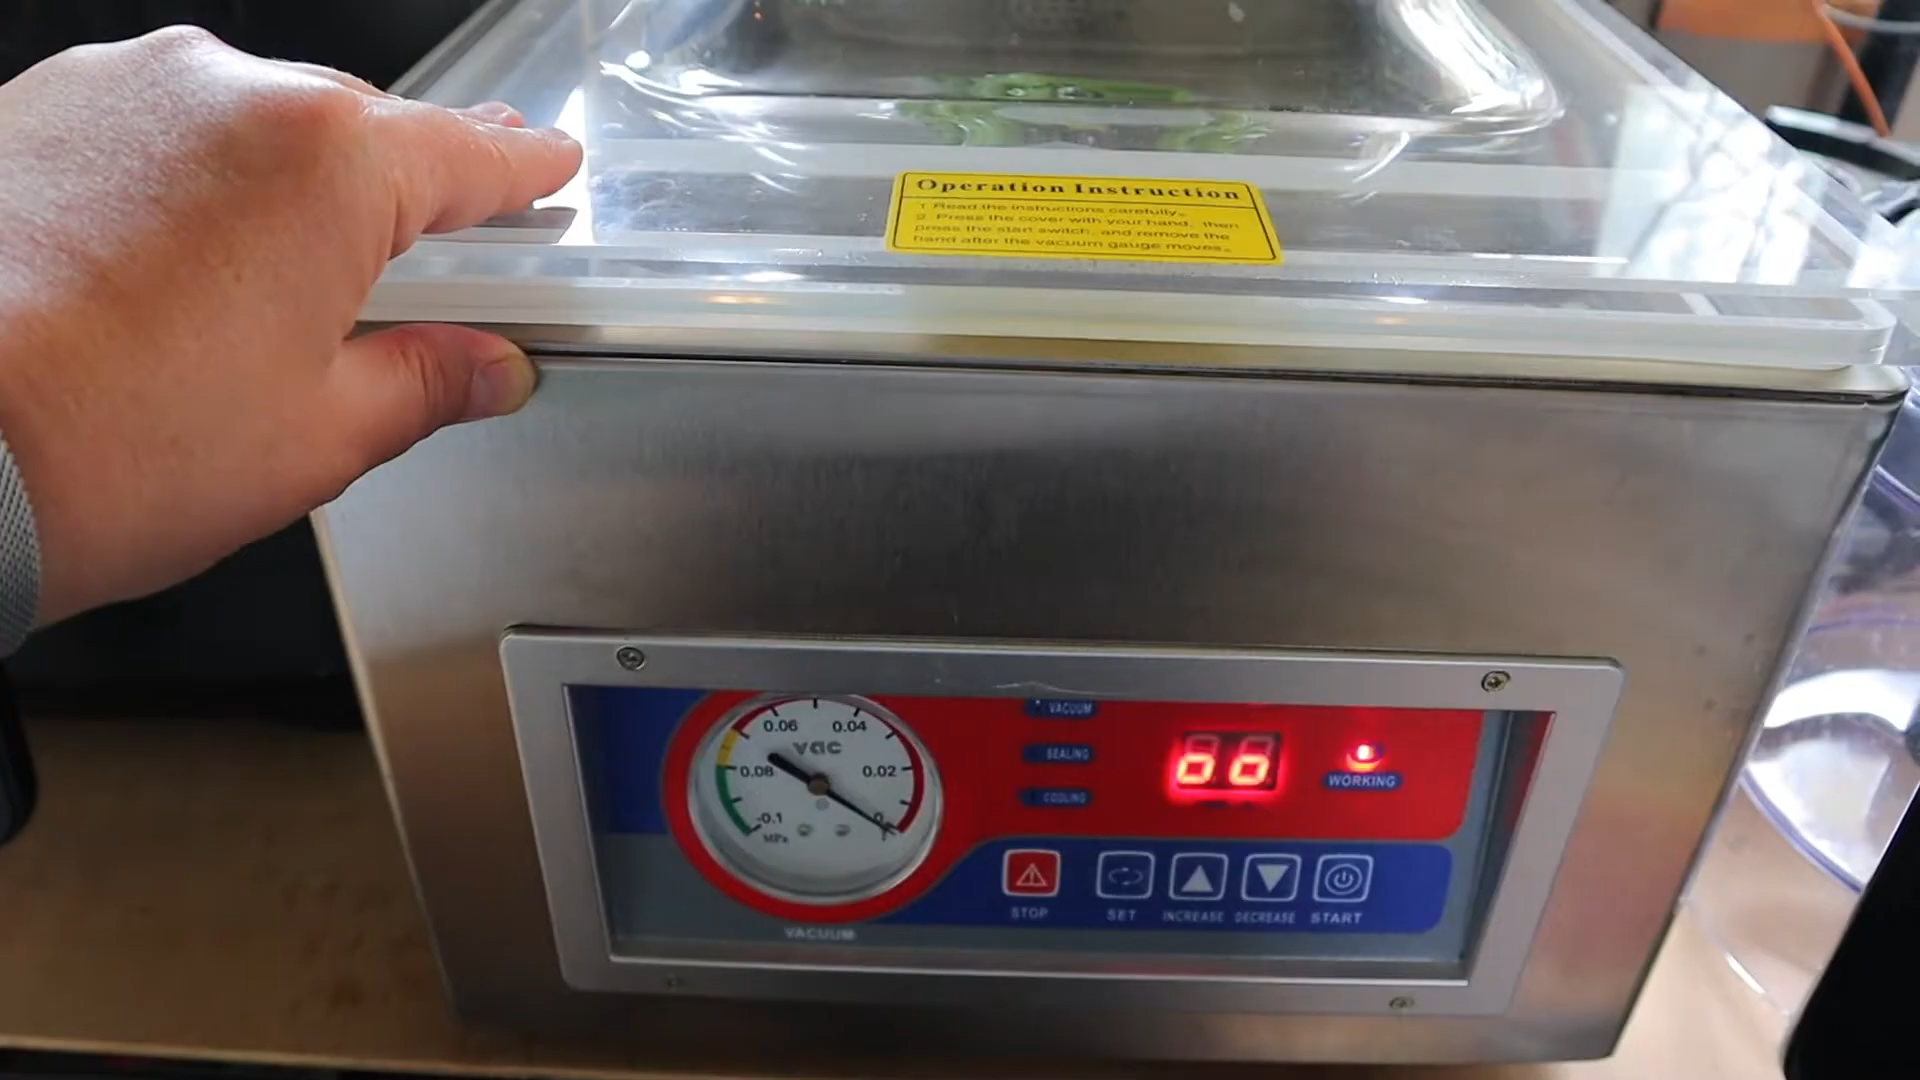 Operation Instruction
1 Read the instructions carefully。
2 Press the cover with your hand, then
press the start switch, and remove the
hand after the vacuum gauge moves。
0.06 0.04
vac
0.08 0.02
-0.1 0
MPa
VACUUM
VACUUM
SEALING
COOLING
oo
WORKING
STOP SET INCREASE DECREASE START